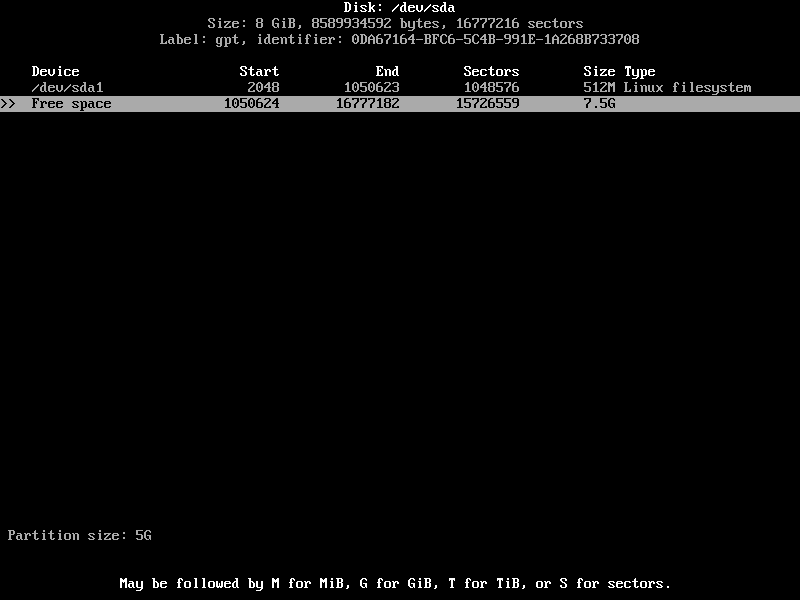 Disk: /dev/sda
Size: 8 GiB, 8589934592 bytes, 16777216 sectors
Label: gpt, identifier: 0DA67164-BFC6-5C4B-991E-1A268B733708
Device Start End Sectors Size Type
/dev/sda1 2048 1050623 1048576 512M Linux filesystem
>> Free space 1050624 16777182 15726559 7.5G
Partition size: 5G
May be followed by M for MiB, G for GiB, T for TiB, or S for sectors.